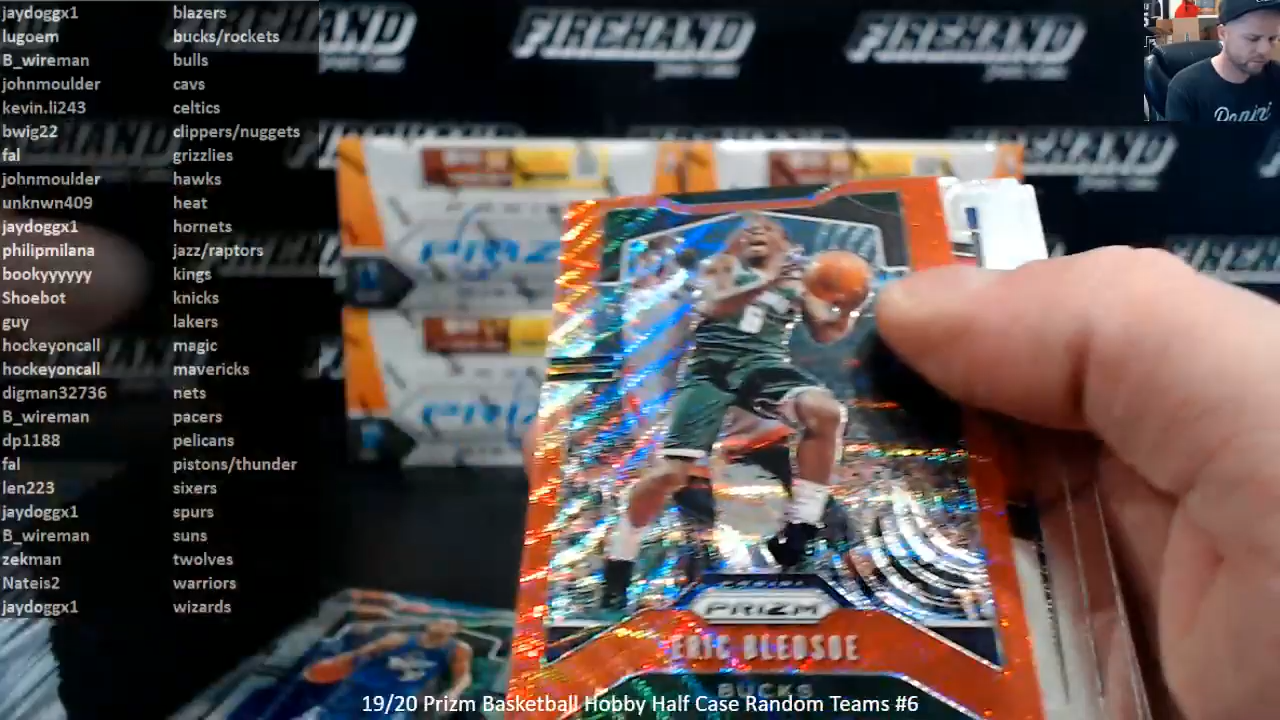 jaydoggx1 blazers
lugoem bucks/rockets
B_wireman bulls
johnmoulder cavs
kevin.li243 celtics
bwig22 clippers/nuggets
fal grizzlies
johnmoulder hawks
unknwn409 heat
jaydoggx1 hornets
philipmilana jazz/raptors
bookyyyyyy kings
Shoebot knicks
guy lakers
hockeyoncall magic
hockeyoncall mavericks
digman32736 nets
B_wireman pacers
dp1188 pelicans
fal pistons/thunder
len223 sixers
jaydoggx1 spurs
B_wireman suns
zekman twolves
Nateis2 warriors
jaydoggx1 wizards
FIREHAND
FIREHAND
6
PRIZM
ERIC BLEDSOE
BUCKS
19/20 Prizm Basketball Hobby Half Case Random Teams #6